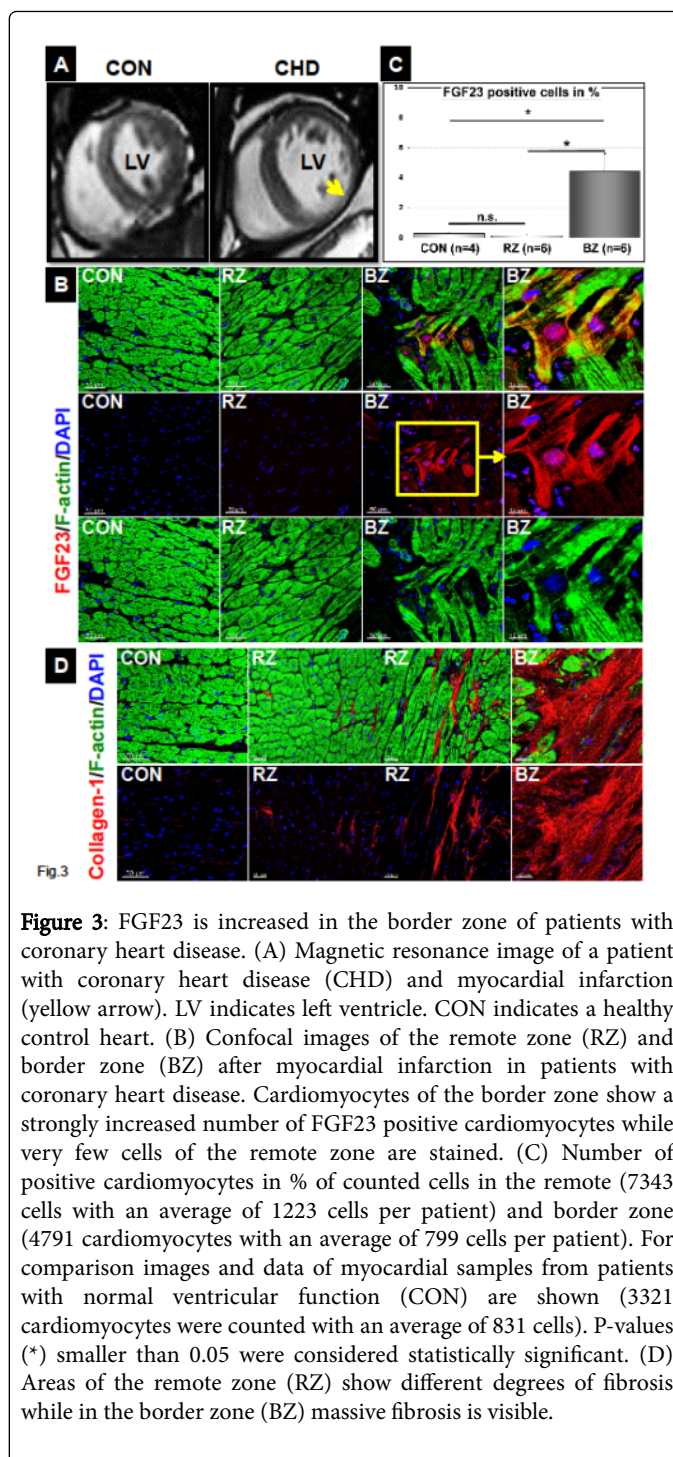 A
CON
CHD
LV
LV
C
FGF23 positive cells in %
10
8
6
4
2
0
*
*
n.s.
CON (n=4)
RZ (n=6)
BZ (n=6)
B
FGF23/F-actin/DAPI
CON
RZ
BZ
BZ
CON
RZ
BZ
BZ
CON
RZ
BZ
BZ
D
Collagen-1/F-actin/DAPI
CON
RZ
RZ
BZ
CON
RZ
RZ
BZ
Fig.3
Figure 3: FGF23 is increased in the border zone of patients with
coronary heart disease. (A) Magnetic resonance image of a patient
with coronary heart disease (CHD) and myocardial infarction
(yellow arrow). LV indicates left ventricle. CON indicates a healthy
control heart. (B) Confocal images of the remote zone (RZ) and
border zone (BZ) after myocardial infarction in patients with
coronary heart disease. Cardiomyocytes of the border zone show a
strongly increased number of FGF23 positive cardiomyocytes while
very few cells of the remote zone are stained. (C) Number of
positive cardiomyocytes in % of counted cells in the remote (7343
cells with an average of 1223 cells per patient) and border zone
(4791 cardiomyocytes with an average of 799 cells per patient). For
comparison images and data of myocardial samples from patients
with normal ventricular function (CON) are shown (3321
cardiomyocytes were counted with an average of 831 cells). P-values
(*) smaller than 0.05 were considered statistically significant. (D)
Areas of the remote zone (RZ) show different degrees of fibrosis
while in the border zone (BZ) massive fibrosis is visible.